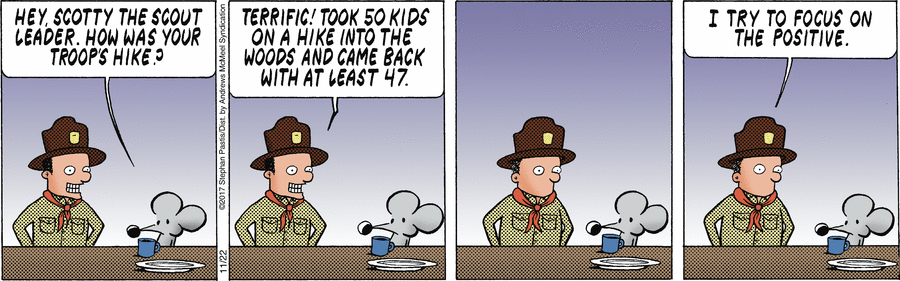 HEY, SCOTTY THE SCOUT
LEADER. HOW WAS YOUR
TROOP'S HIKE?
©2017 Stephan Pastis/Dist. by Andrews McMeel Syndication
11/22
TERRIFIC! TOOK 50 KIDS
ON A HIKE INTO THE
WOODS AND CAME BACK
WITH AT LEAST 47.
I TRY TO FOCUS ON
THE POSITIVE.